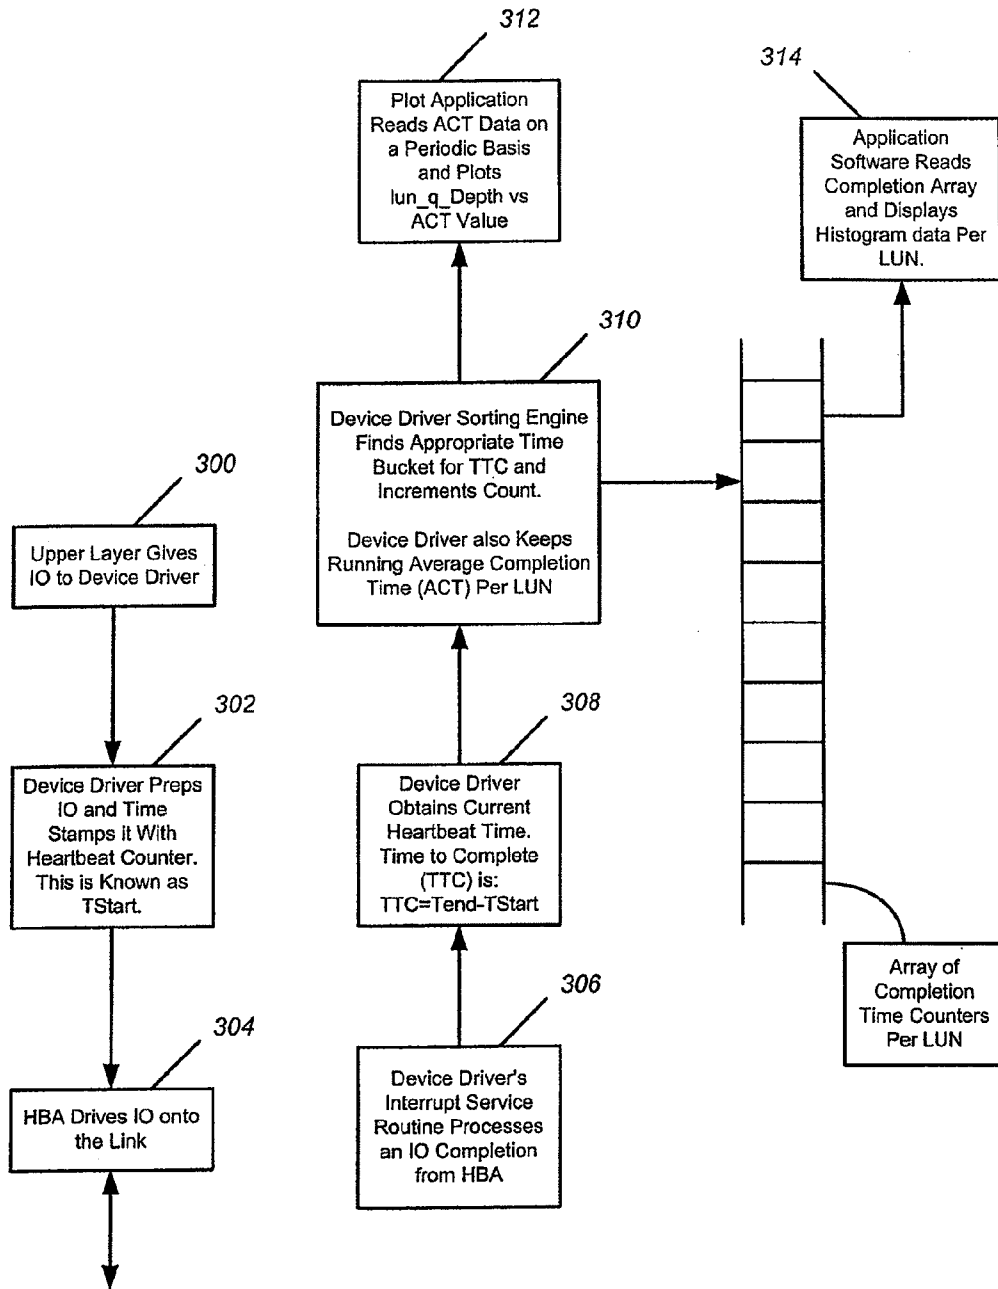 312
Plot Application
Reads ACT Data on
a Periodic Basis
and Plots
lun_q_Depth vs
ACT Value
314
Application
Software Reads
Completion Array
and Displays
Histogram data Per
LUN.
310
Device Driver Sorting Engine
Finds Appropriate Time
Bucket for TTC and
Increments Count.
Device Driver also Keeps
Running Average Completion
Time (ACT) Per LUN
300
Upper Layer Gives
IO to Device Driver
302
Device Driver Preps
IO and Time
Stamps it With
Heartbeat Counter.
This is Known as
TStart.
308
Device Driver
Obtains Current
Heartbeat Time.
Time to Complete
(TTC) is:
TTC=Tend-TStart
304
HBA Drives IO onto
the Link
306
Device Driver's
Interrupt Service
Routine Processes
an IO Completion
from HBA
Array of
Completion
Time Counters
Per LUN